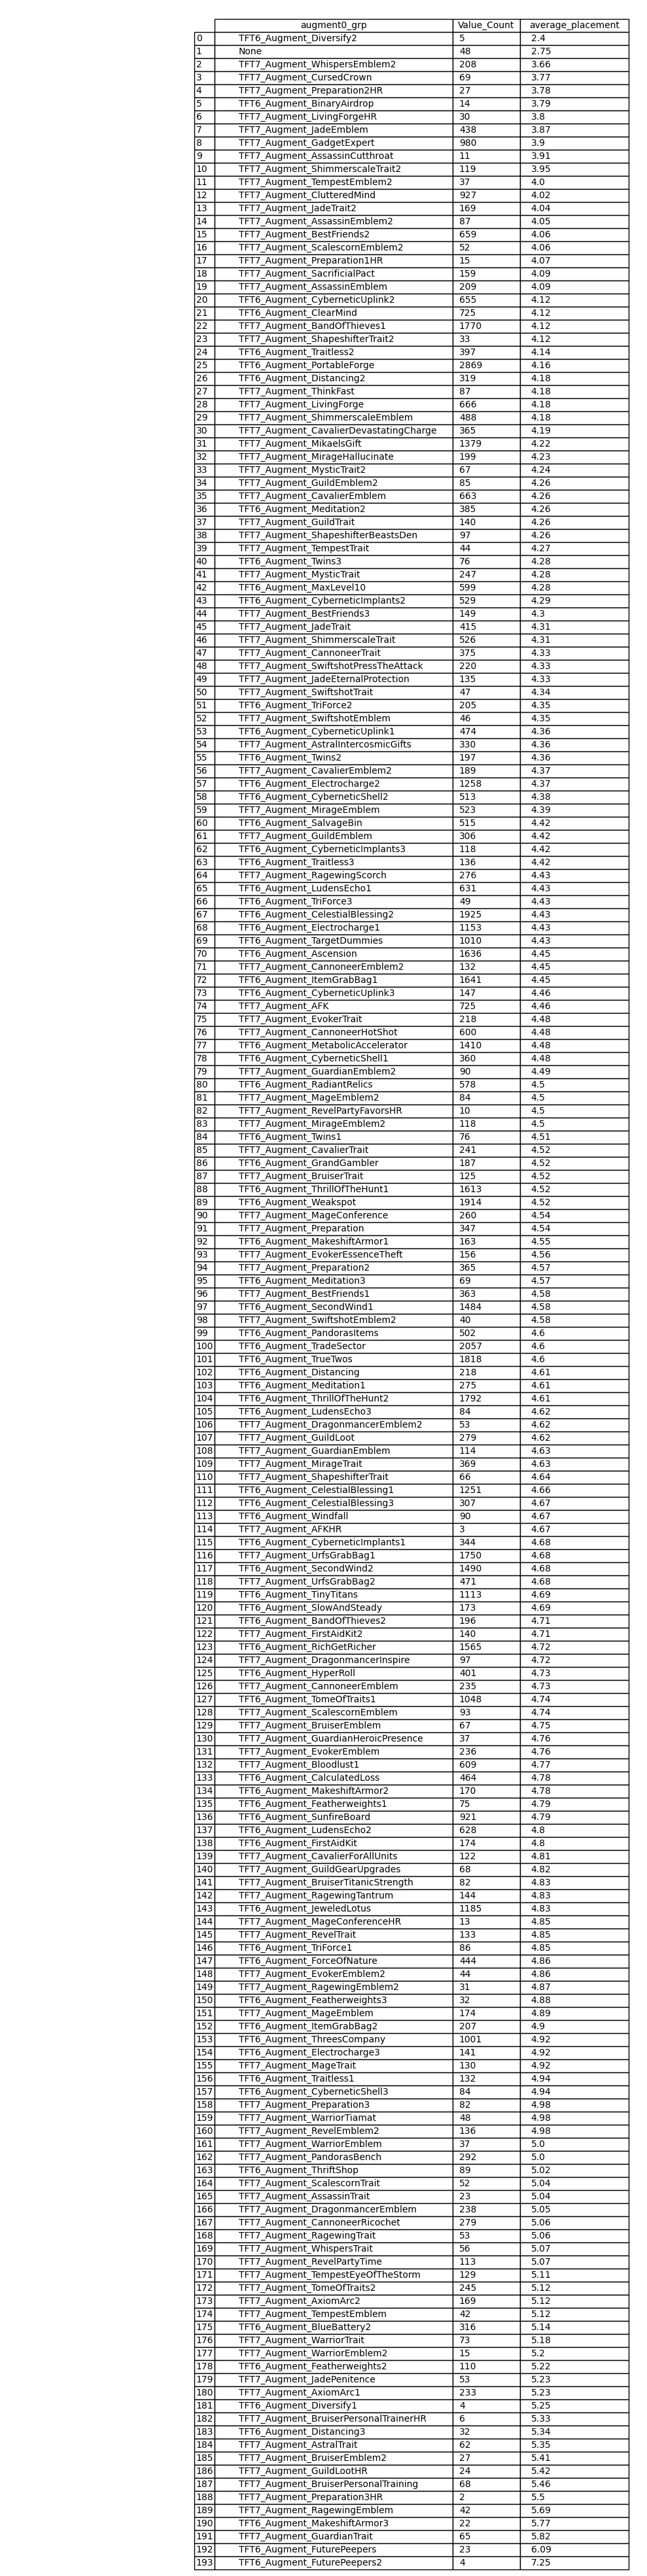 augment0_grp Value_Count average_placement
0 TFT6_Augment_Diversify2 5 2.4
1 None 48 2.75
2 TFT7_Augment_WhispersEmblem2 208 3.66
3 TFT7_Augment_CursedCrown 69 3.77
4 TFT7_Augment_Preparation2HR 27 3.78
5 TFT6_Augment_BinaryAirdrop 14 3.79
6 TFT7_Augment_LivingForgeHR 30 3.8
7 TFT7_Augment_JadeEmblem 438 3.87
8 TFT7_Augment_GadgetExpert 980 3.9
9 TFT7_Augment_AssassinCutthroat 11 3.91
10 TFT7_Augment_ShimmerscaleTrait2 119 3.95
11 TFT7_Augment_TempestEmblem2 37 4.0
12 TFT7_Augment_ClutteredMind 927 4.02
13 TFT7_Augment_JadeTrait2 169 4.04
14 TFT7_Augment_AssassinEmblem2 87 4.05
15 TFT7_Augment_BestFriends2 659 4.06
16 TFT7_Augment_ScalescornEmblem2 52 4.06
17 TFT7_Augment_Preparation1HR 15 4.07
18 TFT7_Augment_SacrificialPact 159 4.09
19 TFT7_Augment_AssassinEmblem 209 4.09
20 TFT6_Augment_CyberneticUplink2 655 4.12
21 TFT6_Augment_ClearMind 725 4.12
22 TFT7_Augment_BandOfThieves1 1770 4.12
23 TFT7_Augment_ShapeshifterTrait2 33 4.12
24 TFT6_Augment_Traitless2 397 4.14
25 TFT6_Augment_PortableForge 2869 4.16
26 TFT6_Augment_Distancing2 319 4.18
27 TFT7_Augment_ThinkFast 87 4.18
28 TFT7_Augment_LivingForge 666 4.18
29 TFT7_Augment_ShimmerscaleEmblem 488 4.18
30 TFT7_Augment_CavalierDevastatingCharge 365 4.19
31 TFT7_Augment_MikaelsGift 1379 4.22
32 TFT7_Augment_MirageHallucinate 199 4.23
33 TFT7_Augment_MysticTrait2 67 4.24
34 TFT7_Augment_GuildEmblem2 85 4.26
35 TFT7_Augment_CavalierEmblem 663 4.26
36 TFT6_Augment_Meditation2 385 4.26
37 TFT7_Augment_GuildTrait 140 4.26
38 TFT7_Augment_ShapeshifterBeastsDen 97 4.26
39 TFT7_Augment_TempestTrait 44 4.27
40 TFT6_Augment_Twins3 76 4.28
41 TFT7_Augment_MysticTrait 247 4.28
42 TFT6_Augment_MaxLevel10 599 4.28
43 TFT6_Augment_CyberneticImplants2 529 4.29
44 TFT7_Augment_BestFriends3 149 4.3
45 TFT7_Augment_JadeTrait 415 4.31
46 TFT7_Augment_ShimmerscaleTrait 526 4.31
47 TFT7_Augment_CannoneerTrait 375 4.33
48 TFT7_Augment_SwiftshotPressTheAttack 220 4.33
49 TFT7_Augment_JadeEternalProtection 135 4.33
50 TFT7_Augment_SwiftshotTrait 47 4.34
51 TFT6_Augment_TriForce2 205 4.35
52 TFT7_Augment_SwiftshotEmblem 46 4.35
53 TFT6_Augment_CyberneticUplink1 474 4.36
54 TFT7_Augment_AstralIntercosmicGifts 330 4.36
55 TFT6_Augment_Twins2 197 4.36
56 TFT7_Augment_CavalierEmblem2 189 4.37
57 TFT6_Augment_Electrocharge2 1258 4.37
58 TFT6_Augment_CyberneticShell2 513 4.38
59 TFT7_Augment_MirageEmblem 523 4.39
60 TFT6_Augment_SalvageBin 515 4.42
61 TFT7_Augment_GuildEmblem 306 4.42
62 TFT6_Augment_CyberneticImplants3 118 4.42
63 TFT6_Augment_Traitless3 136 4.42
64 TFT7_Augment_RagewingScorch 276 4.43
65 TFT6_Augment_LudensEcho1 631 4.43
66 TFT6_Augment_TriForce3 49 4.43
67 TFT6_Augment_CelestialBlessing2 1925 4.43
68 TFT6_Augment_Electrocharge1 1153 4.43
69 TFT6_Augment_TargetDummies 1010 4.43
70 TFT6_Augment_Ascension 1636 4.45
71 TFT7_Augment_CannoneerEmblem2 132 4.45
72 TFT6_Augment_ItemGrabBag1 1641 4.45
73 TFT6_Augment_CyberneticUplink3 147 4.46
74 TFT7_Augment_AFK 725 4.46
75 TFT7_Augment_EvokerTrait 218 4.48
76 TFT7_Augment_CannoneerHotShot 600 4.48
77 TFT6_Augment_MetabolicAccelerator 1410 4.48
78 TFT6_Augment_CyberneticShell1 360 4.48
79 TFT7_Augment_GuardianEmblem2 90 4.49
80 TFT6_Augment_RadiantRelics 578 4.5
81 TFT7_Augment_MageEmblem2 84 4.5
82 TFT7_Augment_RevelPartyFavorsHR 10 4.5
83 TFT7_Augment_MirageEmblem2 118 4.5
84 TFT6_Augment_Twins1 76 4.51
85 TFT7_Augment_CavalierTrait 241 4.52
86 TFT6_Augment_GrandGambler 187 4.52
87 TFT7_Augment_BruiserTrait 125 4.52
88 TFT6_Augment_ThrillOfTheHunt1 1613 4.52
89 TFT6_Augment_Weakspot 1914 4.52
90 TFT7_Augment_MageConference 260 4.54
91 TFT7_Augment_Preparation 347 4.54
92 TFT6_Augment_MakeshiftArmor1 163 4.55
93 TFT7_Augment_EvokerEssenceTheft 156 4.56
94 TFT7_Augment_Preparation2 365 4.57
95 TFT6_Augment_Meditation3 69 4.57
96 TFT7_Augment_BestFriends1 363 4.58
97 TFT6_Augment_SecondWind1 1484 4.58
98 TFT7_Augment_SwiftshotEmblem2 40 4.58
99 TFT6_Augment_PandorasItems 502 4.6
100 TFT6_Augment_TradeSector 2057 4.6
101 TFT6_Augment_TrueTwos 1818 4.6
102 TFT6_Augment_Distancing 218 4.61
103 TFT6_Augment_Meditation1 275 4.61
104 TFT6_Augment_ThrillOfTheHunt2 1792 4.61
105 TFT6_Augment_LudensEcho3 84 4.62
106 TFT7_Augment_DragonmancerEmblem2 53 4.62
107 TFT7_Augment_GuildLoot 279 4.62
108 TFT7_Augment_GuardianEmblem 114 4.63
109 TFT7_Augment_MirageTrait 369 4.63
110 TFT7_Augment_ShapeshifterTrait 66 4.64
111 TFT6_Augment_CelestialBlessing1 1251 4.66
112 TFT6_Augment_CelestialBlessing3 307 4.67
113 TFT6_Augment_Windfall 90 4.67
114 TFT7_Augment_AFKHR 3 4.67
115 TFT6_Augment_CyberneticImplants1 344 4.68
116 TFT7_Augment_UrfsGrabBag1 1750 4.68
117 TFT6_Augment_SecondWind2 1490 4.68
118 TFT7_Augment_UrfsGrabBag2 471 4.68
119 TFT6_Augment_TinyTitans 1113 4.69
120 TFT6_Augment_SlowAndSteady 173 4.69
121 TFT7_Augment_BandOfThieves2 196 4.71
122 TFT7_Augment_FirstAidKit2 140 4.71
123 TFT6_Augment_RichGetRicher 1565 4.72
124 TFT7_Augment_DragonmancerInspire 97 4.72
125 TFT6_Augment_HyperRoll 401 4.73
126 TFT7_Augment_CannoneerEmblem 235 4.73
127 TFT6_Augment_TomeOfTraits1 1048 4.74
128 TFT7_Augment_ScalescornEmblem 93 4.74
129 TFT7_Augment_BruiserEmblem 67 4.75
130 TFT7_Augment_GuardianHeroicPresence 37 4.76
131 TFT7_Augment_EvokerEmblem 236 4.76
132 TFT7_Augment_Bloodlust1 609 4.77
133 TFT6_Augment_CalculatedLoss 464 4.78
134 TFT6_Augment_MakeshiftArmor2 170 4.78
135 TFT6_Augment_Featherweights1 75 4.79
136 TFT6_Augment_SunfireBoard 921 4.79
137 TFT6_Augment_LudensEcho2 628 4.8
138 TFT6_Augment_FirstAidKit 174 4.8
139 TFT7_Augment_CavalierForAllUnits 122 4.81
140 TFT7_Augment_GuildGearUpgrades 68 4.82
141 TFT7_Augment_BruiserTitanicStrength 82 4.83
142 TFT7_Augment_RagewingTantrum 144 4.83
143 TFT6_Augment_JeweledLotus 1185 4.83
144 TFT7_Augment_MageConferenceHR 13 4.85
145 TFT7_Augment_RevelTrait 133 4.85
146 TFT6_Augment_TriForce1 86 4.85
147 TFT6_Augment_ForceOfNature 444 4.86
148 TFT7_Augment_EvokerEmblem2 44 4.86
149 TFT7_Augment_RagewingEmblem2 31 4.87
150 TFT6_Augment_Featherweights3 32 4.88
151 TFT7_Augment_MageEmblem 174 4.89
152 TFT6_Augment_ItemGrabBag2 207 4.9
153 TFT6_Augment_ThreesCompany 1001 4.92
154 TFT6_Augment_Electrocharge3 141 4.92
155 TFT7_Augment_MageTrait 130 4.92
156 TFT6_Augment_Traitless1 132 4.94
157 TFT6_Augment_CyberneticShell3 84 4.94
158 TFT7_Augment_Preparation3 82 4.98
159 TFT7_Augment_WarriorTiamat 48 4.98
160 TFT7_Augment_RevelEmblem2 136 4.98
161 TFT7_Augment_WarriorEmblem 37 5.0
162 TFT6_Augment_PandorasBench 292 5.0
163 TFT6_Augment_ThriftShop 89 5.02
164 TFT7_Augment_ScalescornTrait 52 5.04
165 TFT7_Augment_AssassinTrait 23 5.04
166 TFT7_Augment_DragonmancerEmblem 238 5.05
167 TFT7_Augment_CannoneerRicochet 279 5.06
168 TFT7_Augment_RagewingTrait 53 5.06
169 TFT7_Augment_WhispersTrait 56 5.07
170 TFT7_Augment_RevelPartyTime 113 5.07
171 TFT7_Augment_TempestEyeOfTheStorm 129 5.11
172 TFT6_Augment_TomeOfTraits2 245 5.12
173 TFT7_Augment_AxiomArc2 169 5.12
174 TFT7_Augment_TempestEmblem 42 5.12
175 TFT6_Augment_BlueBattery2 316 5.14
176 TFT7_Augment_WarriorTrait 73 5.18
177 TFT7_Augment_WarriorEmblem2 15 5.2
178 TFT6_Augment_Featherweights2 110 5.22
179 TFT7_Augment_JadePenitence 53 5.23
180 TFT7_Augment_AxiomArc1 233 5.23
181 TFT6_Augment_Diversify1 4 5.25
182 TFT7_Augment_BruiserPersonalTrainerHR 6 5.33
183 TFT6_Augment_Distancing3 32 5.34
184 TFT7_Augment_AstralTrait 62 5.35
185 TFT7_Augment_BruiserEmblem2 27 5.41
186 TFT7_Augment_GuildLootHR 24 5.42
187 TFT7_Augment_BruiserPersonalTraining 68 5.46
188 TFT7_Augment_Preparation3HR 2 5.5
189 TFT7_Augment_RagewingEmblem 42 5.69
190 TFT6_Augment_MakeshiftArmor3 22 5.77
191 TFT7_Augment_GuardianTrait 65 5.82
192 TFT6_Augment_FuturePeepers 23 6.09
193 TFT6_Augment_FuturePeepers2 4 7.25